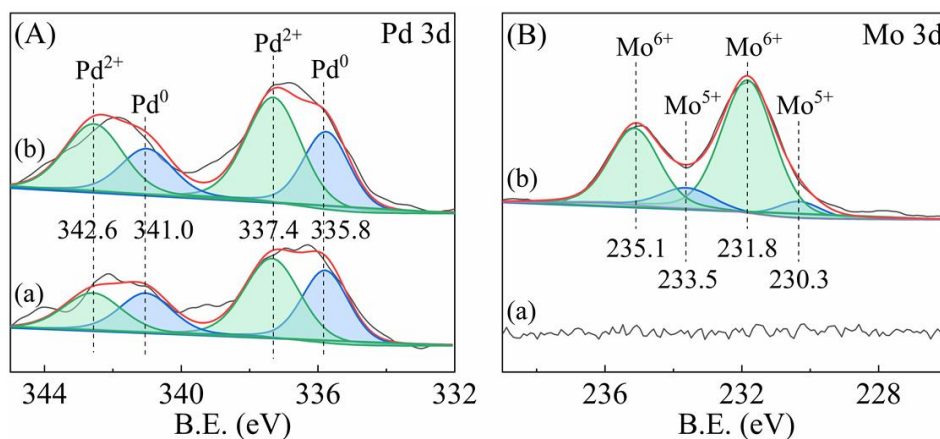 (A) Pd 3d
Pd²⁺ Pd²⁺
Pd⁰ Pd⁰
(b)
342.6 341.0 337.4 335.8
(a)
344 340 336 332
B.E. (eV)
(B) Mo 3d
Mo⁶⁺ Mo⁶⁺
Mo⁵⁺ Mo⁵⁺
(b)
235.1 231.8
233.5 230.3
(a)
236 232 228
B.E. (eV)